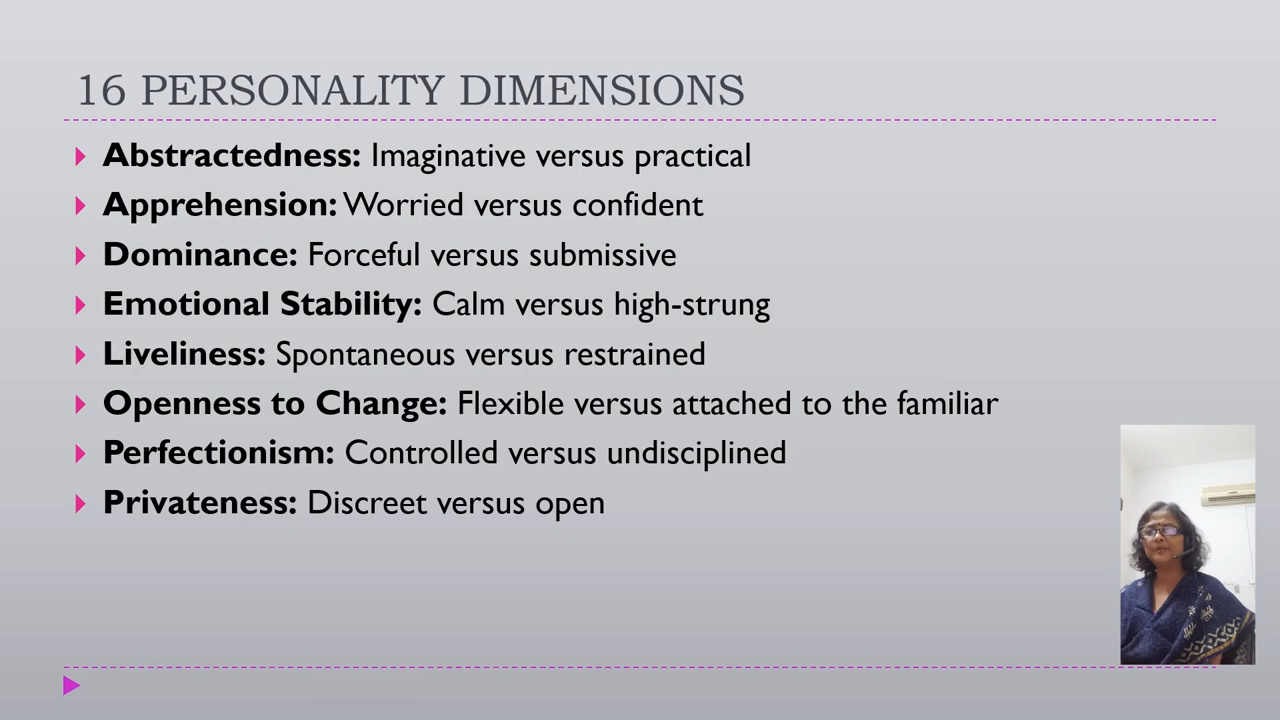 16 PERSONALITY DIMENSIONS
Abstractedness: Imaginative versus practical
Apprehension: Worried versus confident
Dominance: Forceful versus submissive
Emotional Stability: Calm versus high-strung
Liveliness: Spontaneous versus restrained
Openness to Change: Flexible versus attached to the familiar
Perfectionism: Controlled versus undisciplined
Privateness: Discreet versus open